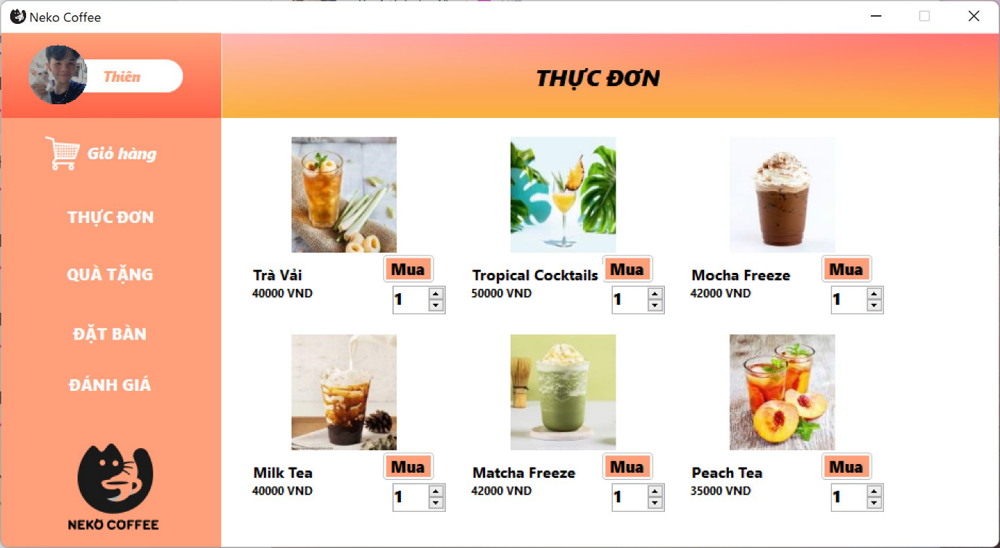 Neko Coffee
Thiên
THỰC ĐƠN
Giỏ hàng
THỰC ĐƠN
QUÀ TẶNG
ĐẶT BÀN
ĐÁNH GIÁ
NEKO COFFEE
Trà Vải
Mua
40000 VND
1
Tropical Cocktails
Mua
50000 VND
1
Mocha Freeze
Mua
42000 VND
1
Milk Tea
Mua
40000 VND
1
Matcha Freeze
Mua
42000 VND
1
Peach Tea
Mua
35000 VND
1